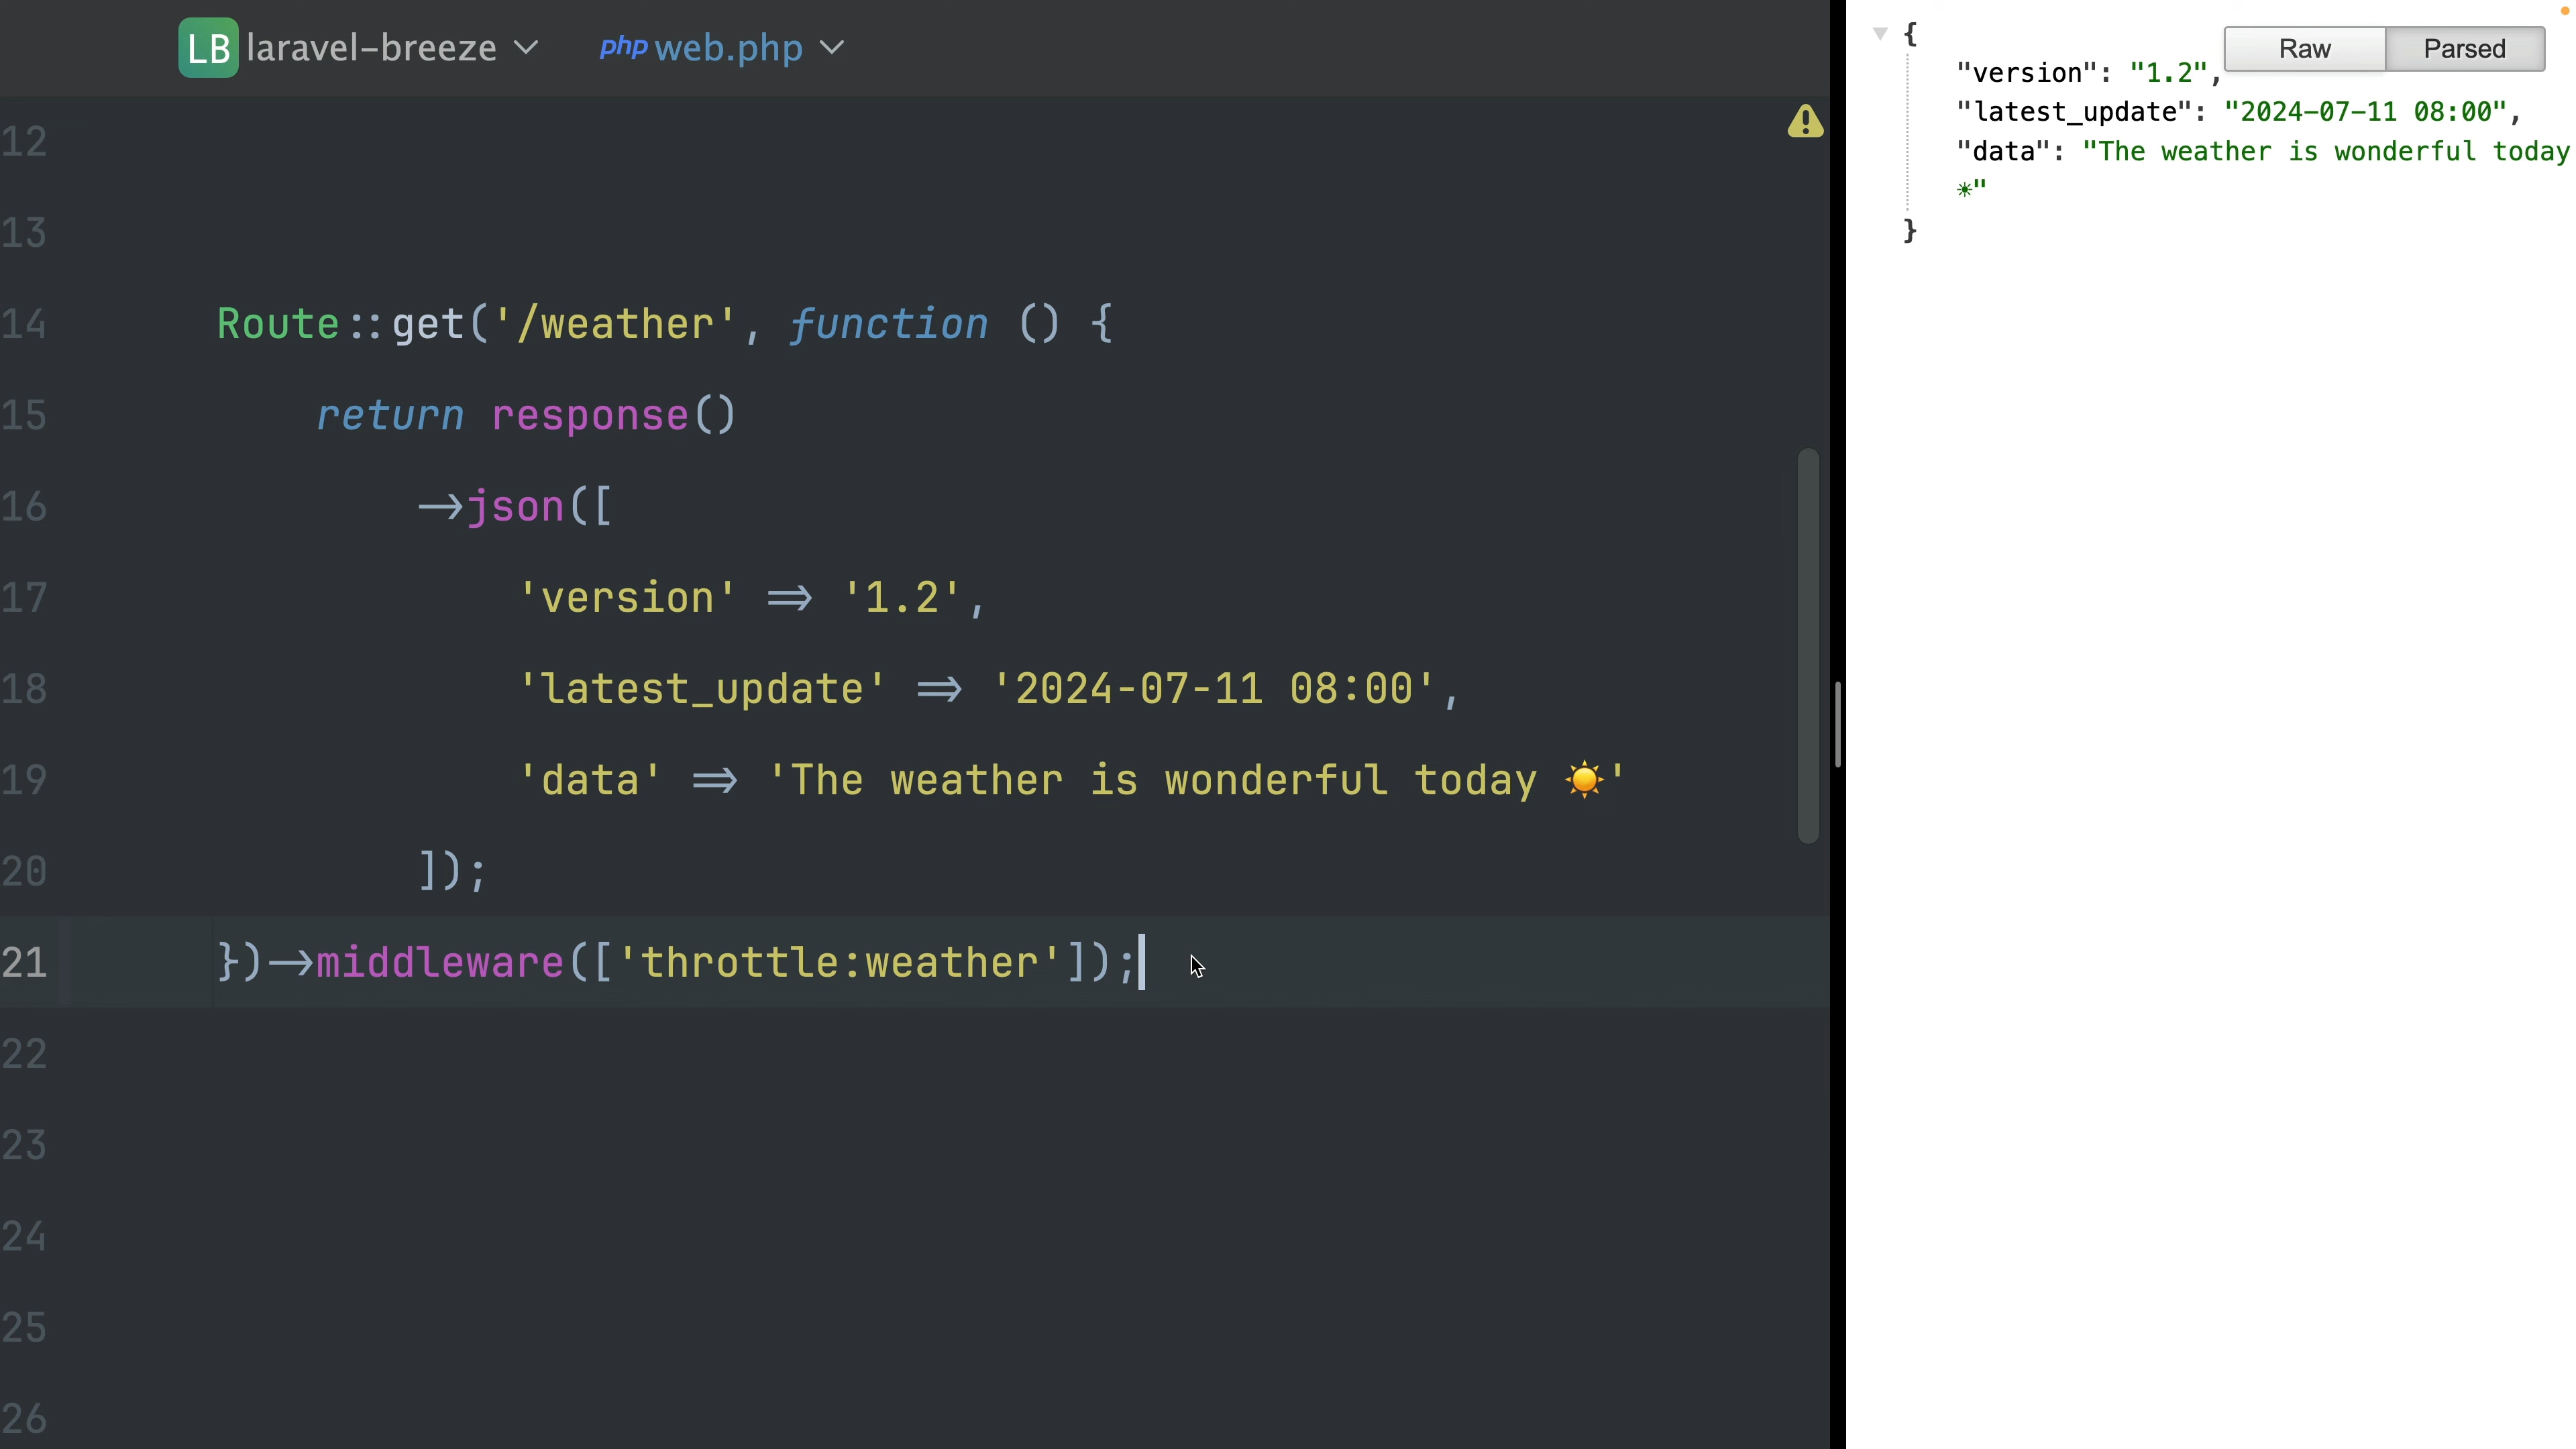 LB laravel-breeze php web.php
12
13
14 Route::get('/weather', function () {
15 return response()
16 ->json([
17 'version' => '1.2',
18 'latest_update' => '2024-07-11 08:00',
19 'data' => 'The weather is wonderful today ☀️'
20 ]);
21 })->middleware(['throttle:weather']);
22
23
24
25
26
Raw Parsed
{
"version": "1.2",
"latest_update": "2024-07-11 08:00",
"data": "The weather is wonderful today
☀"
}